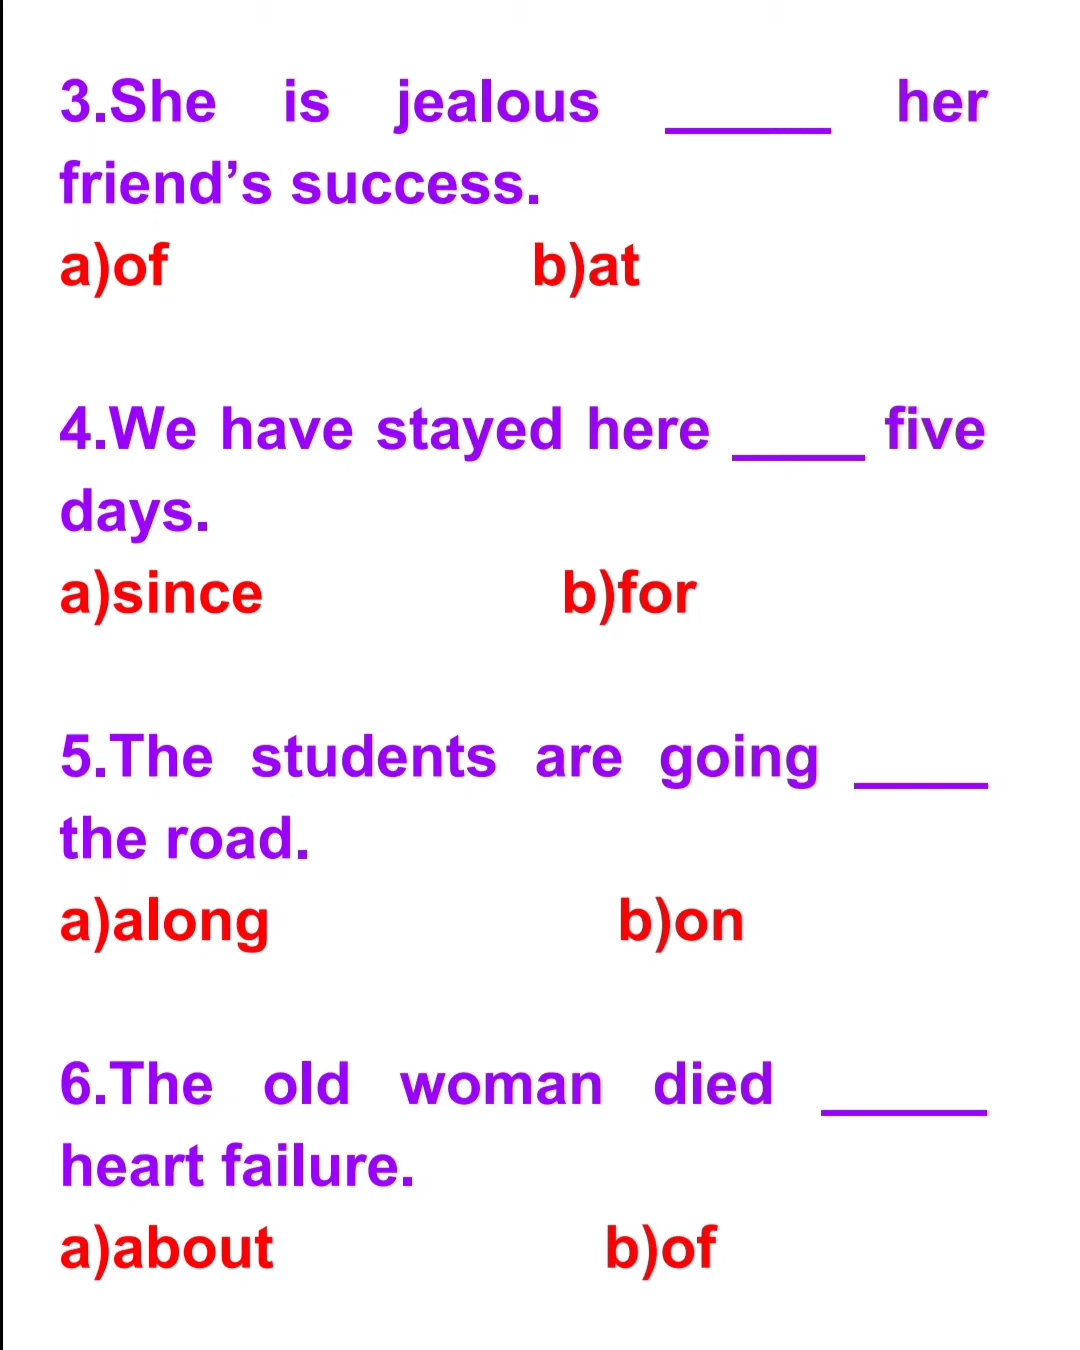 3.She is jealous _____ her
friend’s success.
a)of b)at
4.We have stayed here ____ five
days.
a)since b)for
5.The students are going ____
the road.
a)along b)on
6.The old woman died _____
heart failure.
a)about b)of